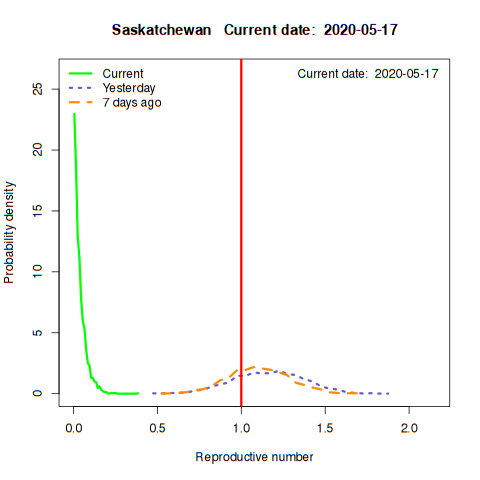 Saskatchewan Current date: 2020-05-17
Current
Yesterday
7 days ago
Current date: 2020-05-17
Probability density
25
20
15
10
5
0
0.0 0.5 1.0 1.5 2.0
Reproductive number